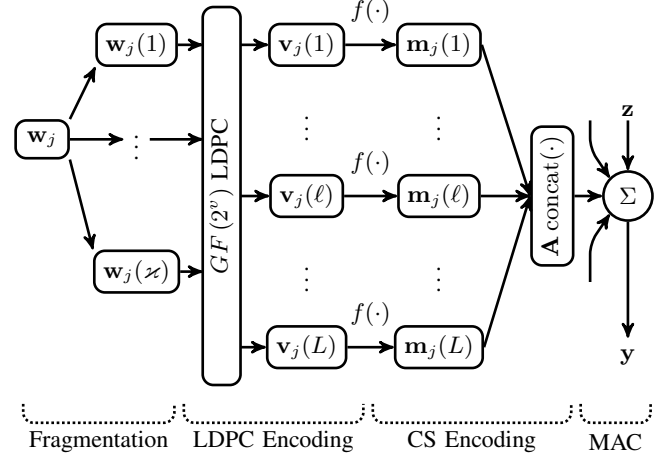 f(·)
w_j(1)
v_j(1)
m_j(1)
w_j
⋮
GF(2^v) LDPC
⋮
⋮
f(·)
v_j(ℓ)
m_j(ℓ)
A concat(·)
z
Σ
w_j(ϰ)
⋮
⋮
f(·)
v_j(L)
m_j(L)
y
Fragmentation
LDPC Encoding
CS Encoding
MAC